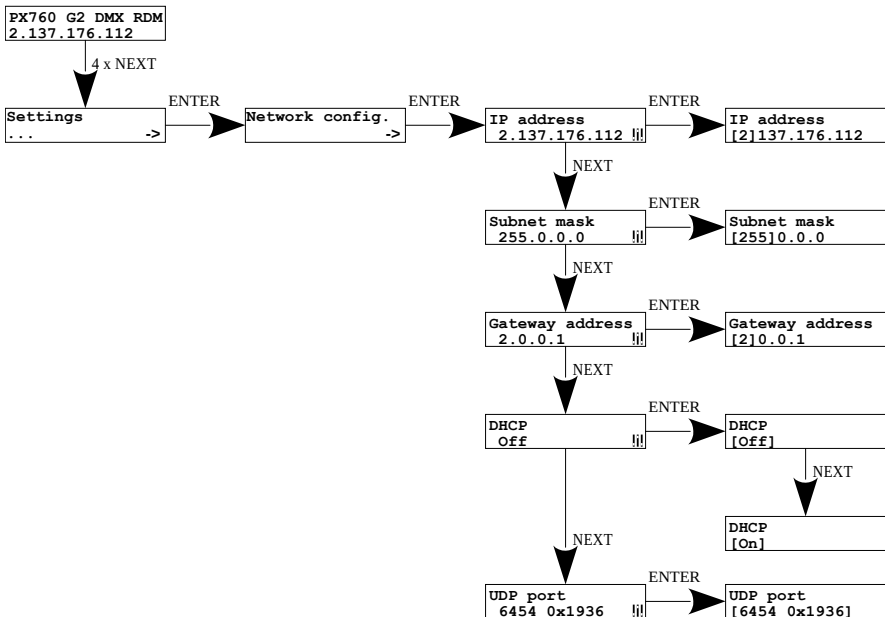 PX760 G2 DMX RDM
2.137.176.112
4 x NEXT
Settings
... ->
ENTER
Network config.
->
ENTER
IP address
2.137.176.112 !i!
ENTER
IP address
[2]137.176.112
NEXT
Subnet mask
255.0.0.0 !i!
ENTER
Subnet mask
[255]0.0.0
NEXT
Gateway address
2.0.0.1 !i!
ENTER
Gateway address
[2]0.0.1
NEXT
DHCP
Off !i!
ENTER
DHCP
[Off]
NEXT
DHCP
[On]
NEXT
UDP port
6454 0x1936 !i!
ENTER
UDP port
[6454 0x1936]